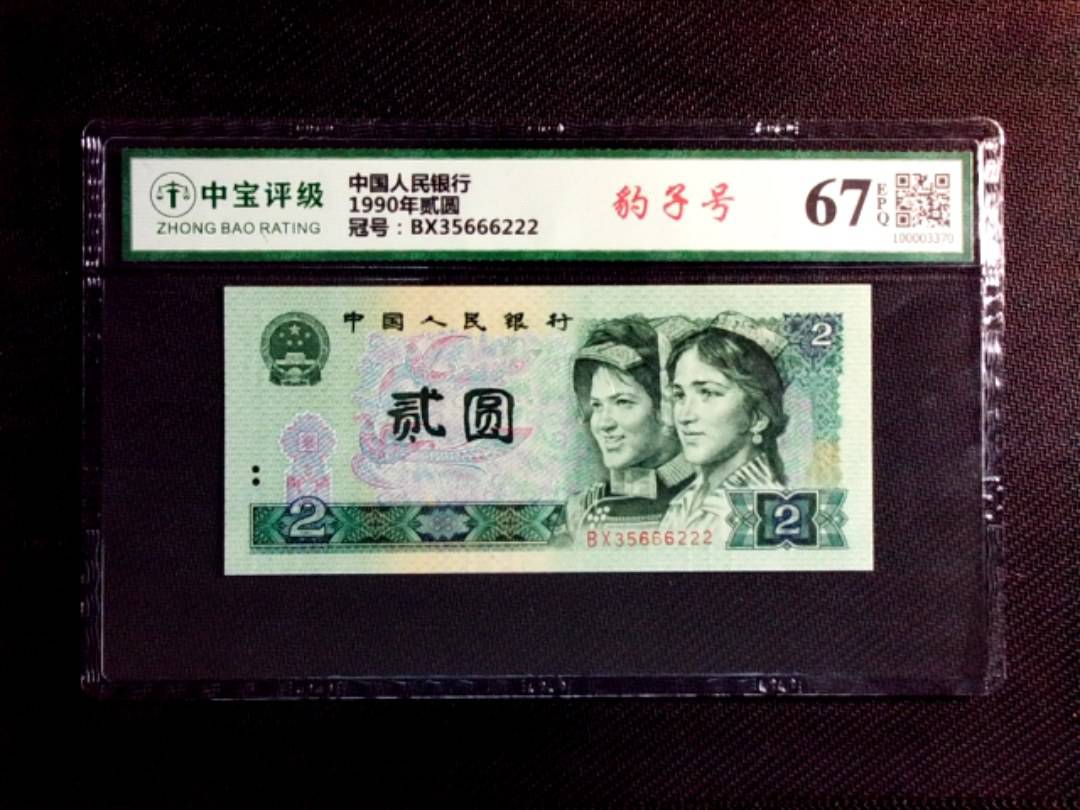 中宝评级
ZHONG BAO RATING
中国人民银行
1990年贰圆
冠号：BX35666222
豹子号
67
EPQ
100003370
中国人民银行
2
贰圆
2
BX35666222
2